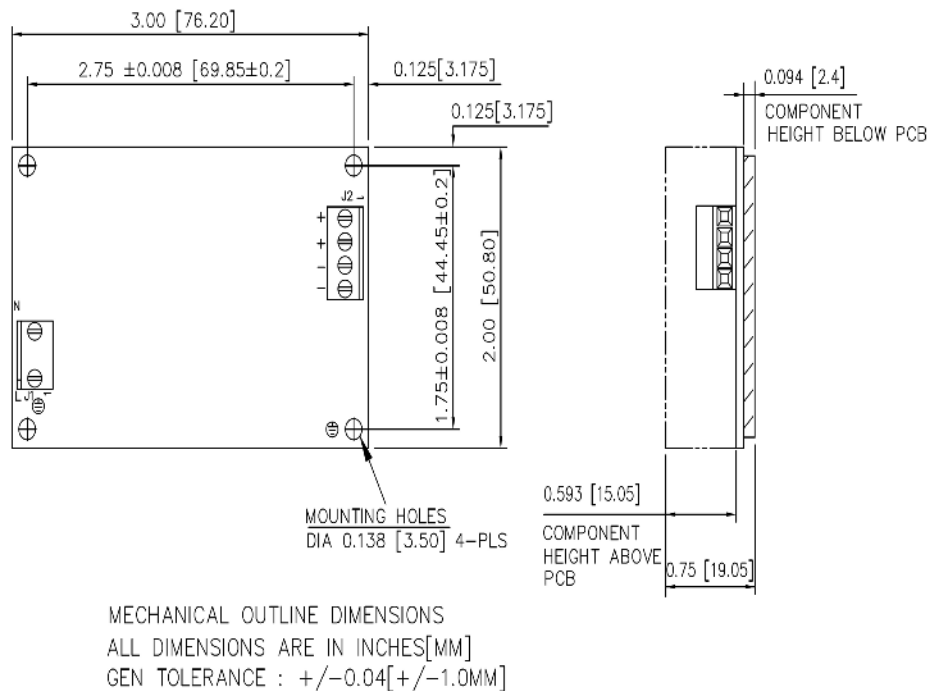 3.00 [76.20]
2.75 ±0.008 [69.85±0.2]
0.125[3.175]
0.125[3.175]
0.094 [2.4]
COMPONENT
HEIGHT BELOW PCB
J2 1
+
+
-
-
1.75±0.008 [44.45±0.2]
2.00 [50.80]
N
L J1 1
MOUNTING HOLES
DIA 0.138 [3.50] 4-PLS
0.593 [15.05]
COMPONENT
HEIGHT ABOVE
PCB
0.75 [19.05]
MECHANICAL OUTLINE DIMENSIONS
ALL DIMENSIONS ARE IN INCHES[MM]
GEN TOLERANCE : +/-0.04[+/-1.0MM]